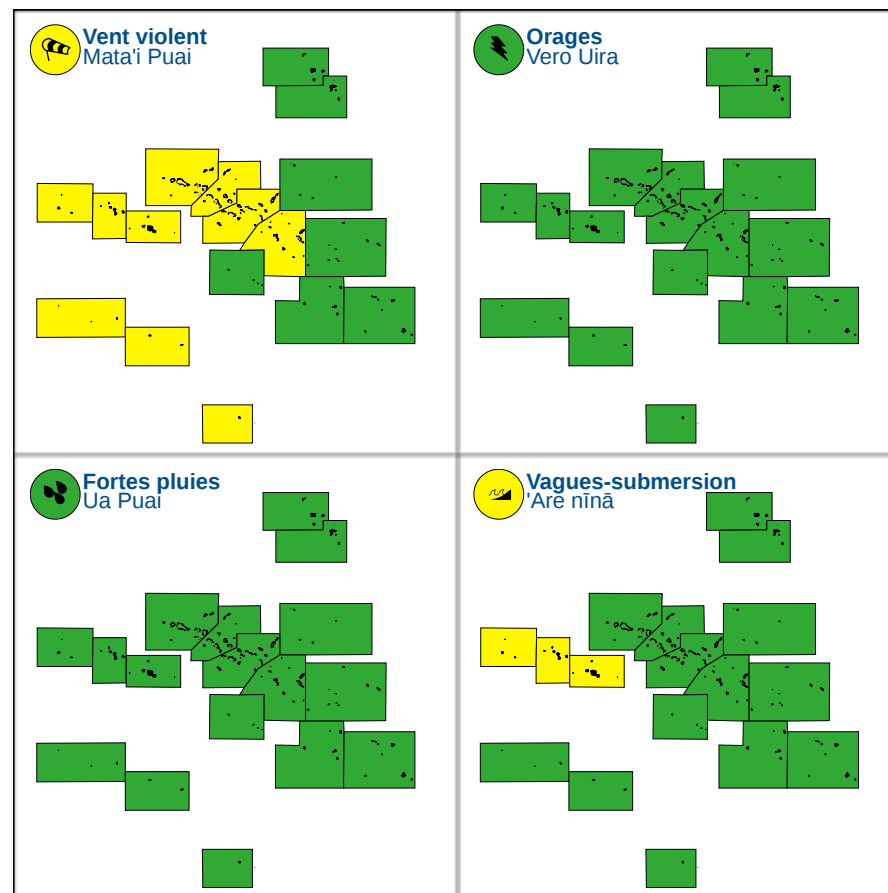 Vent violent
Mata'i Puai
Orages
Vero Uira
Fortes pluies
Ua Puai
Vagues-submersion
'Are nīnā